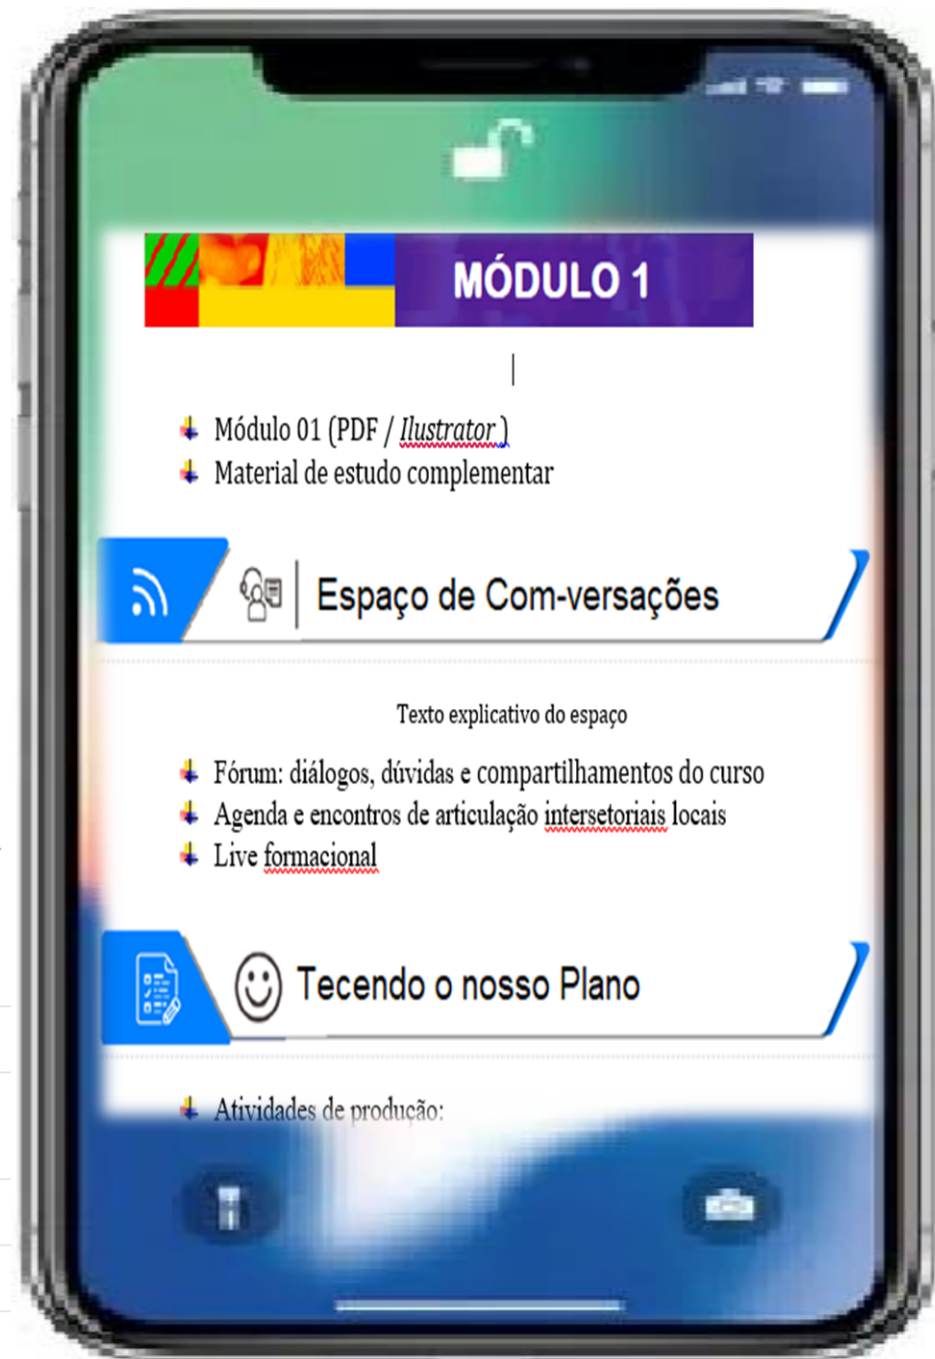 MÓDULO 1
Módulo 01 (PDF / Ilustrator )
Material de estudo complementar
Espaço de Com-versações
Texto explicativo do espaço
Fórum: diálogos, dúvidas e compartilhamentos do curso
Agenda e encontros de articulação intersetoriais locais
Live formacional
Tecendo o nosso Plano
Atividades de produção: